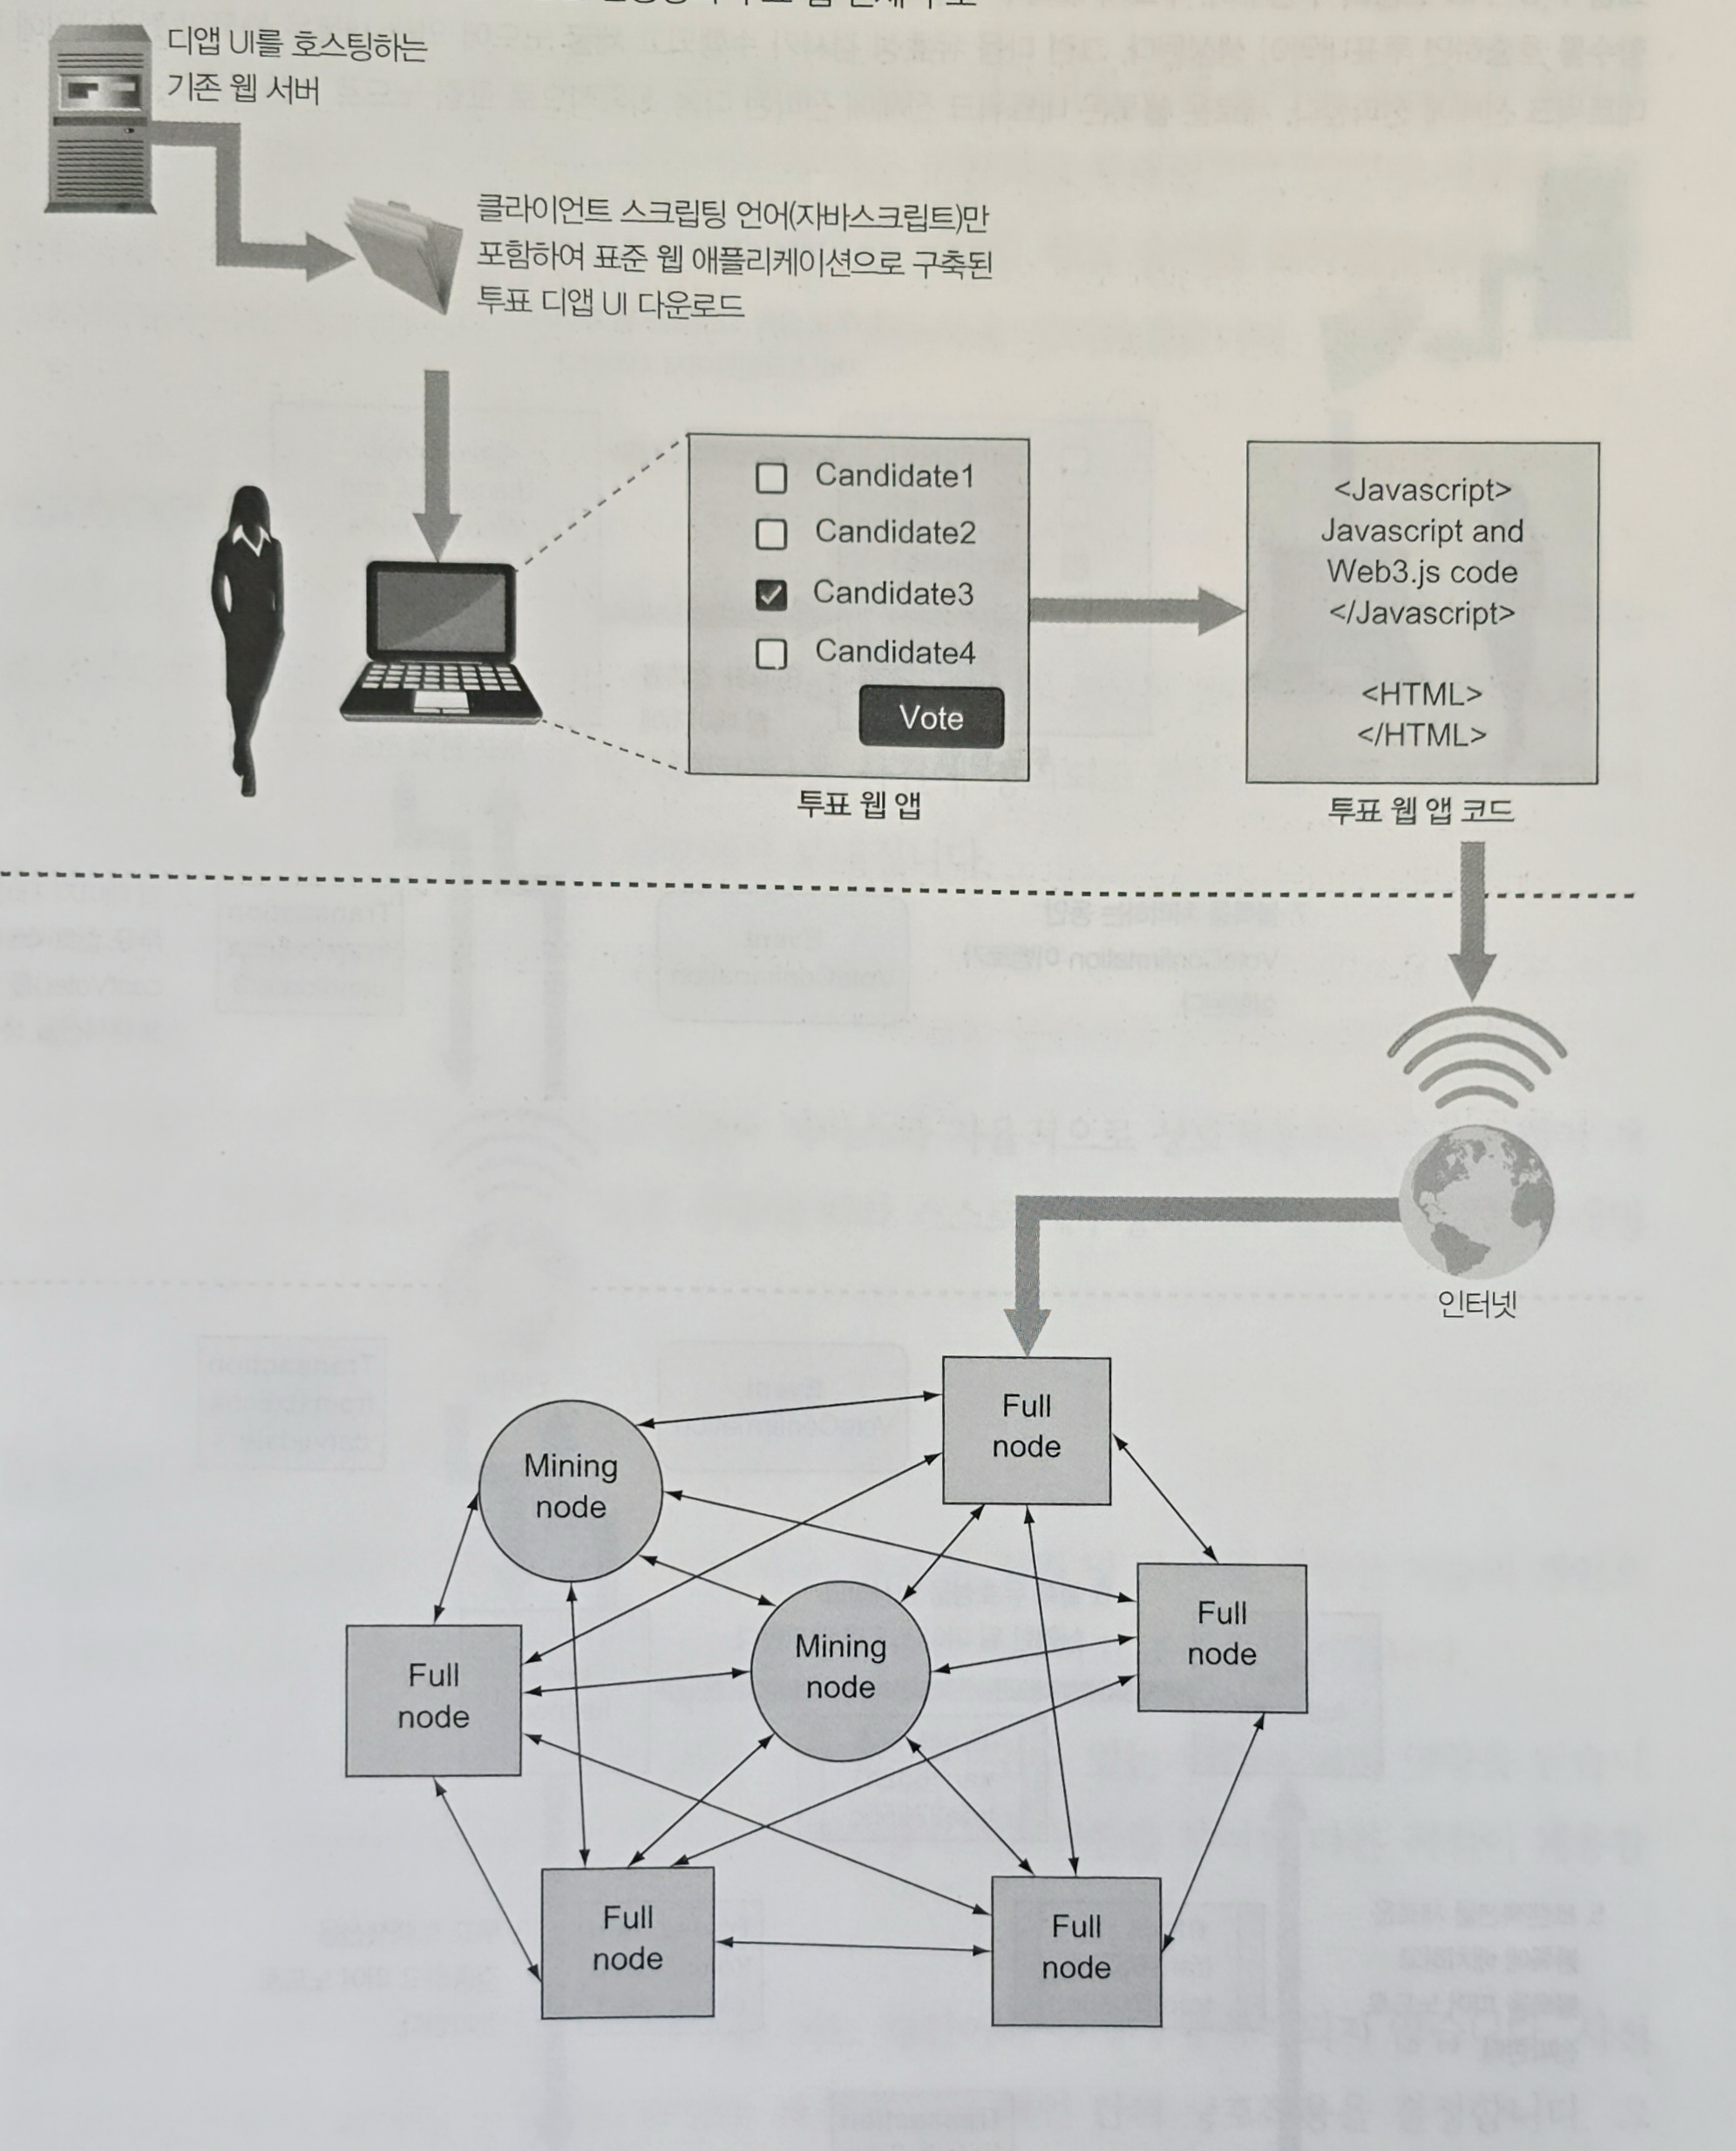 디앱 UI를 호스팅하는
기존 웹 서버
클라이언트 스크립팅 언어(자바스크립트)만
포함하여 표준 웹 애플리케이션으로 구축된
투표 디앱 UI 다운로드
Candidate1
Candidate2
Candidate3
Candidate4
Vote
투표 웹 앱
<Javascript>
Javascript and
Web3.js code
</Javascript>
<HTML>
</HTML>
투표 웹 앱 코드
인터넷
Full
node
Mining
node
Full
node
Mining
node
Full
node
Full
node
Full
node